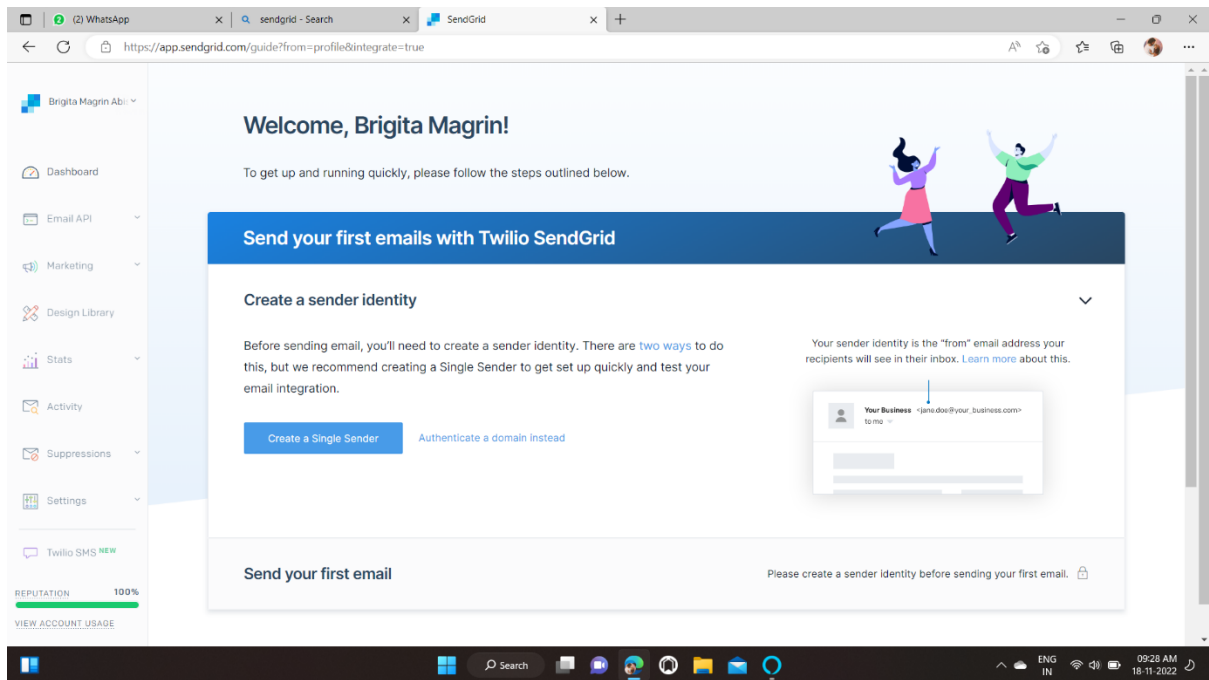 (2) WhatsApp
sendgrid - Search
SendGrid
https://app.sendgrid.com/guide?from=profile&integrate=true
Brigita Magrin Abi
Dashboard
Email API
Marketing
Design Library
Stats
Activity
Suppressions
Settings
Twilio SMS NEW
REPUTATION 100%
VIEW ACCOUNT USAGE
Welcome, Brigita Magrin!
To get up and running quickly, please follow the steps outlined below.
Send your first emails with Twilio SendGrid
Create a sender identity
Before sending email, you'll need to create a sender identity. There are two ways to do
this, but we recommend creating a Single Sender to get set up quickly and test your
email integration.
Create a Single Sender
Authenticate a domain instead
Your sender identity is the "from" email address your
recipients will see in their inbox. Learn more about this.
Your Business <jane.doe@your_business.com>
to me
Send your first email
Please create a sender identity before sending your first email.
Search
ENG
IN
09:28 AM
18-11-2022